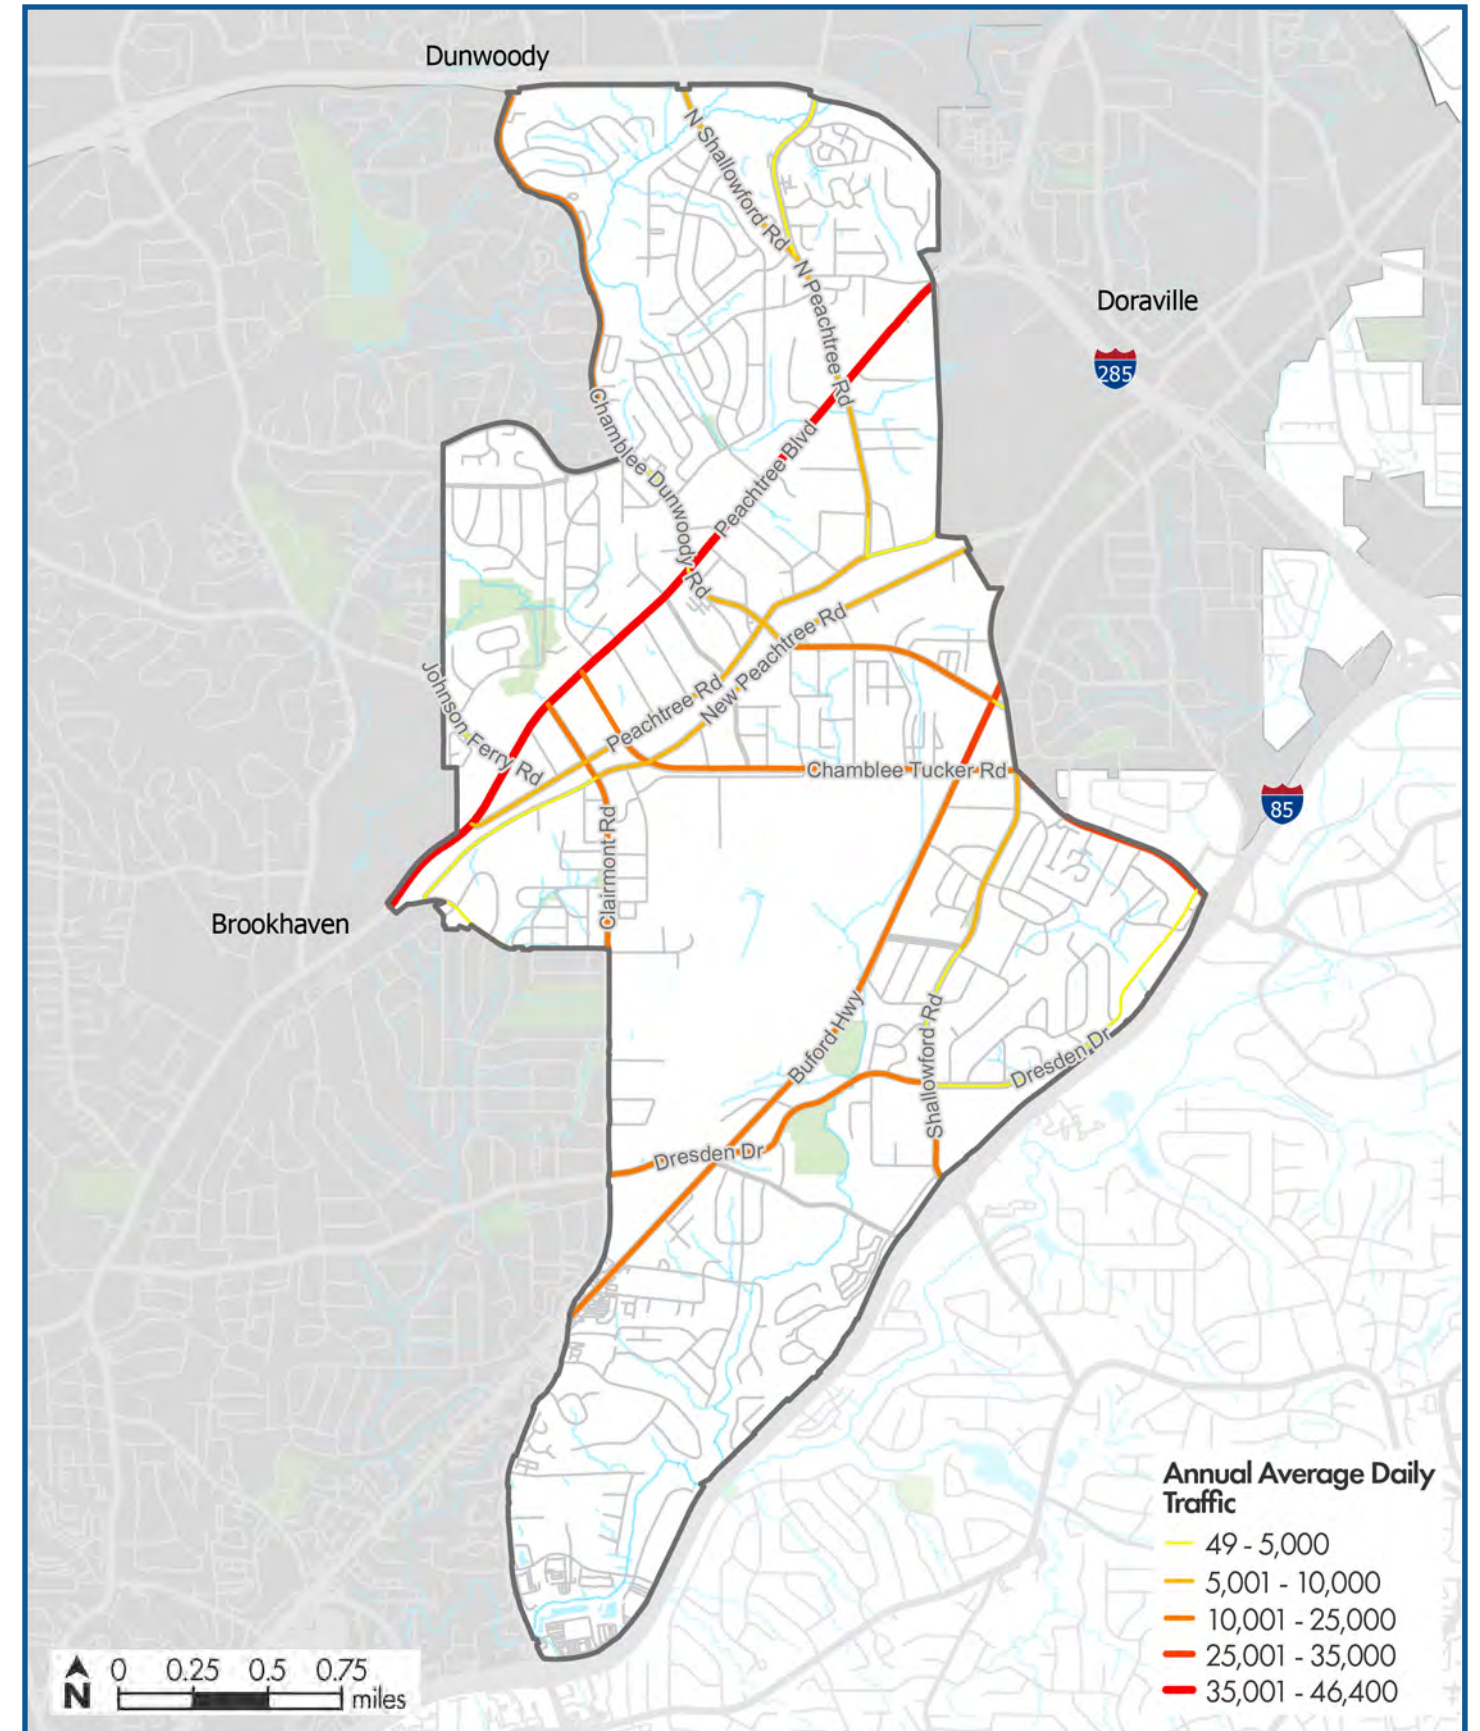 Dunwoody
N Shallowford Rd
N Peachtree Rd
Doraville
285
Chamblee Dunwoody Rd
Peachtree Blvd
Johnson Ferry Rd
Peachtree Rd
New Peachtree Rd
Chamblee Tucker Rd
85
Clairmont Rd
Brookhaven
Buford Hwy
Shallowford Rd
Dresden Dr
Dresden Dr
Annual Average Daily
Traffic
49 - 5,000
5,001 - 10,000
10,001 - 25,000
25,001 - 35,000
35,001 - 46,400
N
0 0.25 0.5 0.75
miles